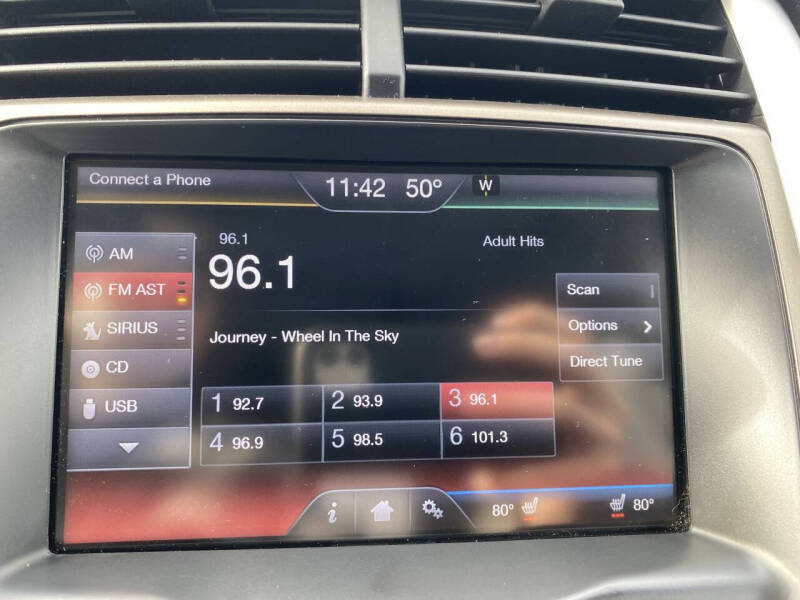 Connect a Phone 11:42 50° W
96.1 Adult Hits
96.1
AM
FM AST
SIRIUS
CD
USB
Journey - Wheel In The Sky
Scan
Options
Direct Tune
1 92.7 2 93.9 3 96.1
4 96.9 5 98.5 6 101.3
i 80° 80°